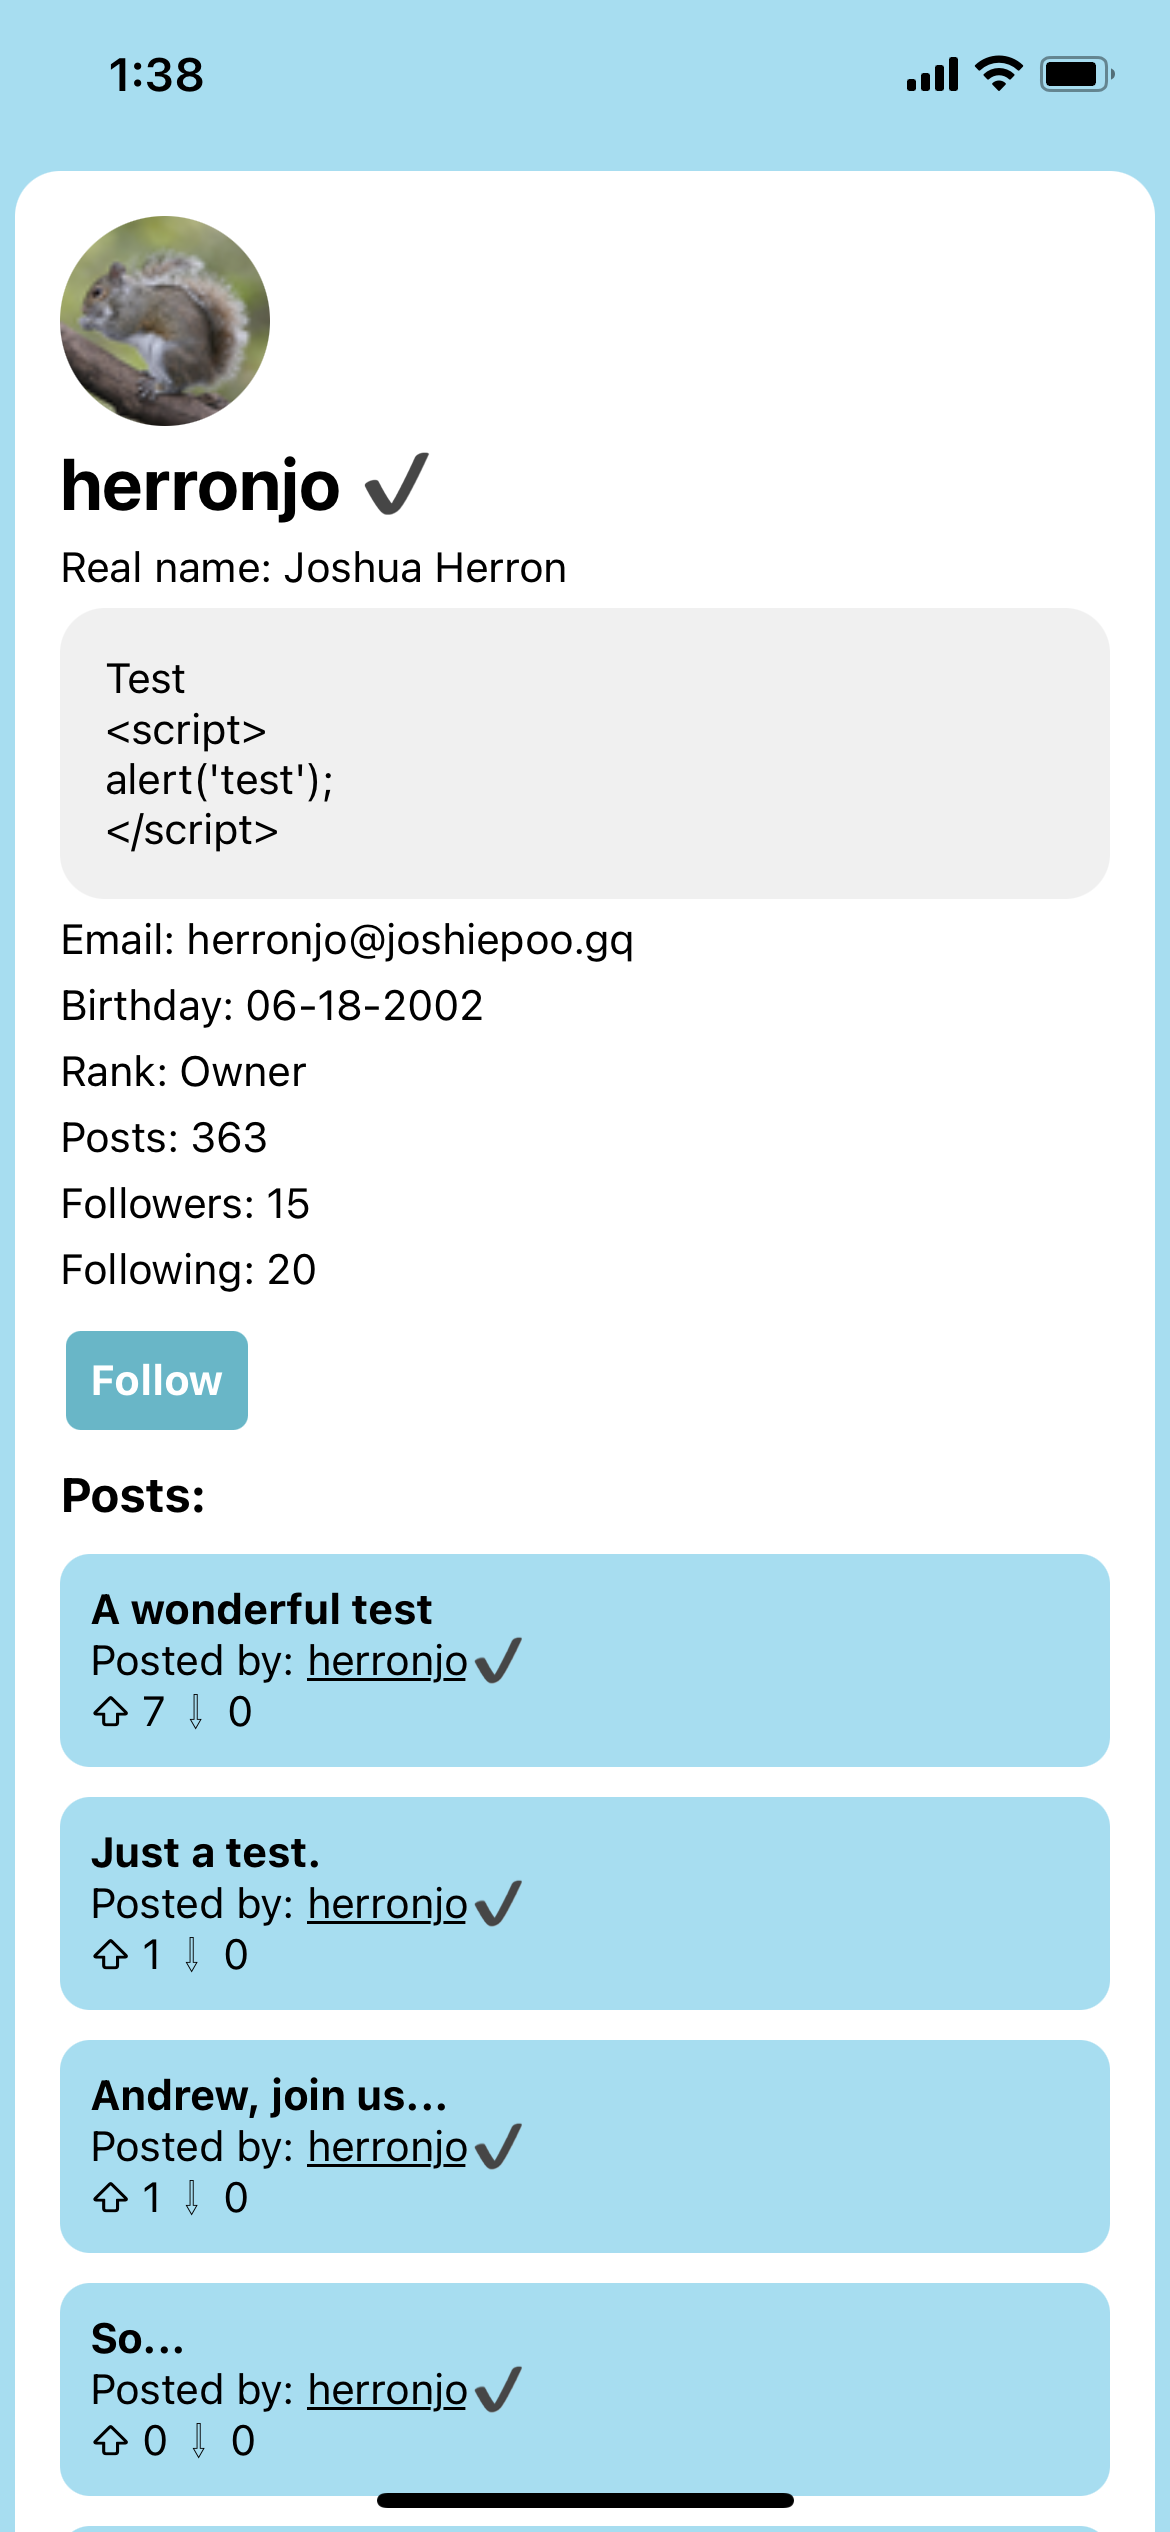 1:38
herronjo ✔
Real name: Joshua Herron
Test
<script>
alert('test');
</script>
Email: herronjo@joshiepoo.gq
Birthday: 06-18-2002
Rank: Owner
Posts: 363
Followers: 15
Following: 20
Follow
Posts:
A wonderful test
Posted by: herronjo✔
⇧ 7 ⇩ 0
Just a test.
Posted by: herronjo✔
⇧ 1 ⇩ 0
Andrew, join us...
Posted by: herronjo✔
⇧ 1 ⇩ 0
So...
Posted by: herronjo✔
⇧ 0 ⇩ 0